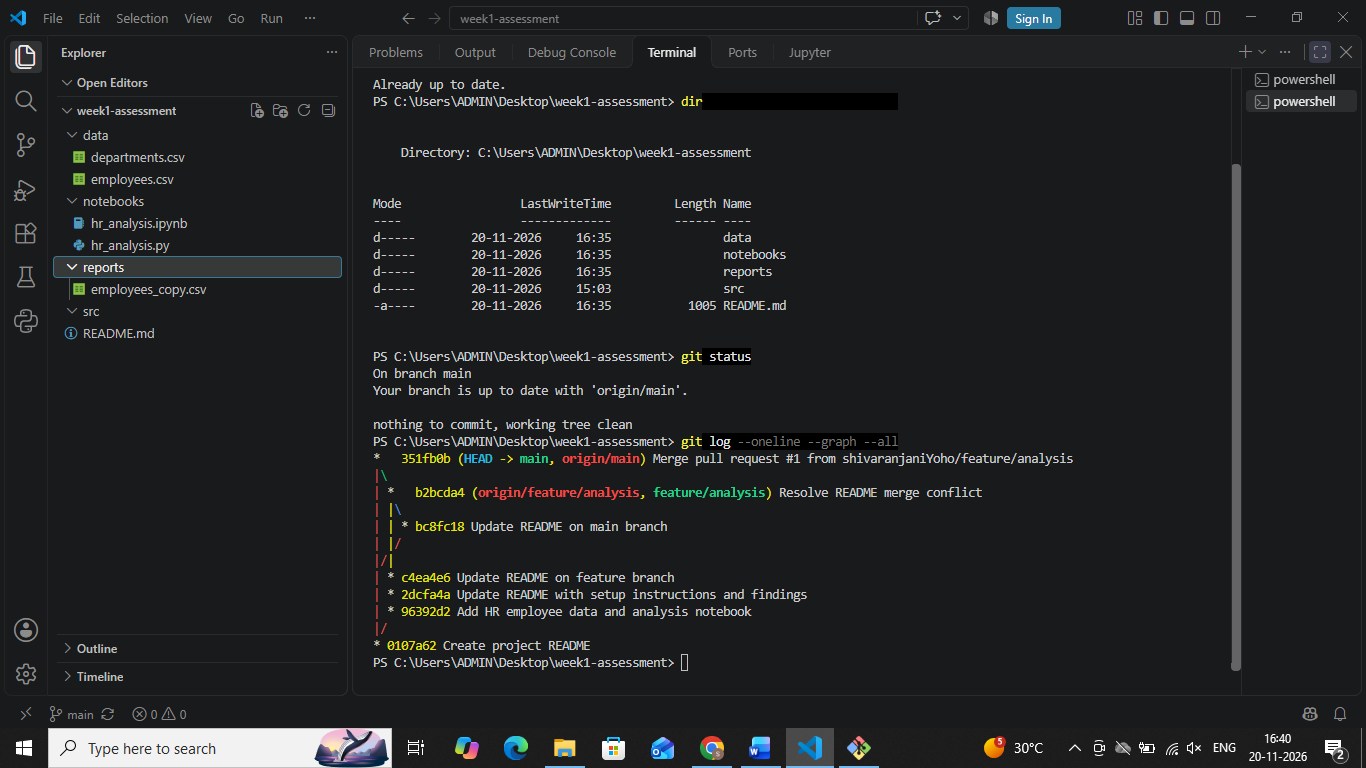 File Edit Selection View Go Run ···
week1-assessment
Sign In
Explorer ···
Open Editors
week1-assessment
data
departments.csv
employees.csv
notebooks
hr_analysis.ipynb
hr_analysis.py
reports
employees_copy.csv
src
README.md
Outline
Timeline
Problems Output Debug Console Terminal Ports Jupyter
powershell
powershell
Already up to date.
PS C:\Users\ADMIN\Desktop\week1-assessment> dir
Directory: C:\Users\ADMIN\Desktop\week1-assessment
Mode LastWriteTime Length Name
---- ------------- ------ ----
d----- 20-11-2026 16:35 data
d----- 20-11-2026 16:35 notebooks
d----- 20-11-2026 16:35 reports
d----- 20-11-2026 15:03 src
-a---- 20-11-2026 16:35 1005 README.md
PS C:\Users\ADMIN\Desktop\week1-assessment> git status
On branch main
Your branch is up to date with 'origin/main'.
nothing to commit, working tree clean
PS C:\Users\ADMIN\Desktop\week1-assessment> git log --oneline --graph --all
*   351fb0b (HEAD -> main, origin/main) Merge pull request #1 from shivaranjaniYoho/feature/analysis
|\
| *   b2bcda4 (origin/feature/analysis, feature/analysis) Resolve README merge conflict
| |\
| | * bc8fc18 Update README on main branch
| |/
|/|
| * c4ea4e6 Update README on feature branch
| * 2dcfa4a Update README with setup instructions and findings
| * 96392d2 Add HR employee data and analysis notebook
|/
* 0107a62 Create project README
PS C:\Users\ADMIN\Desktop\week1-assessment>
main 0 0
Type here to search
5 30°C ENG 16:40
20-11-2026 2